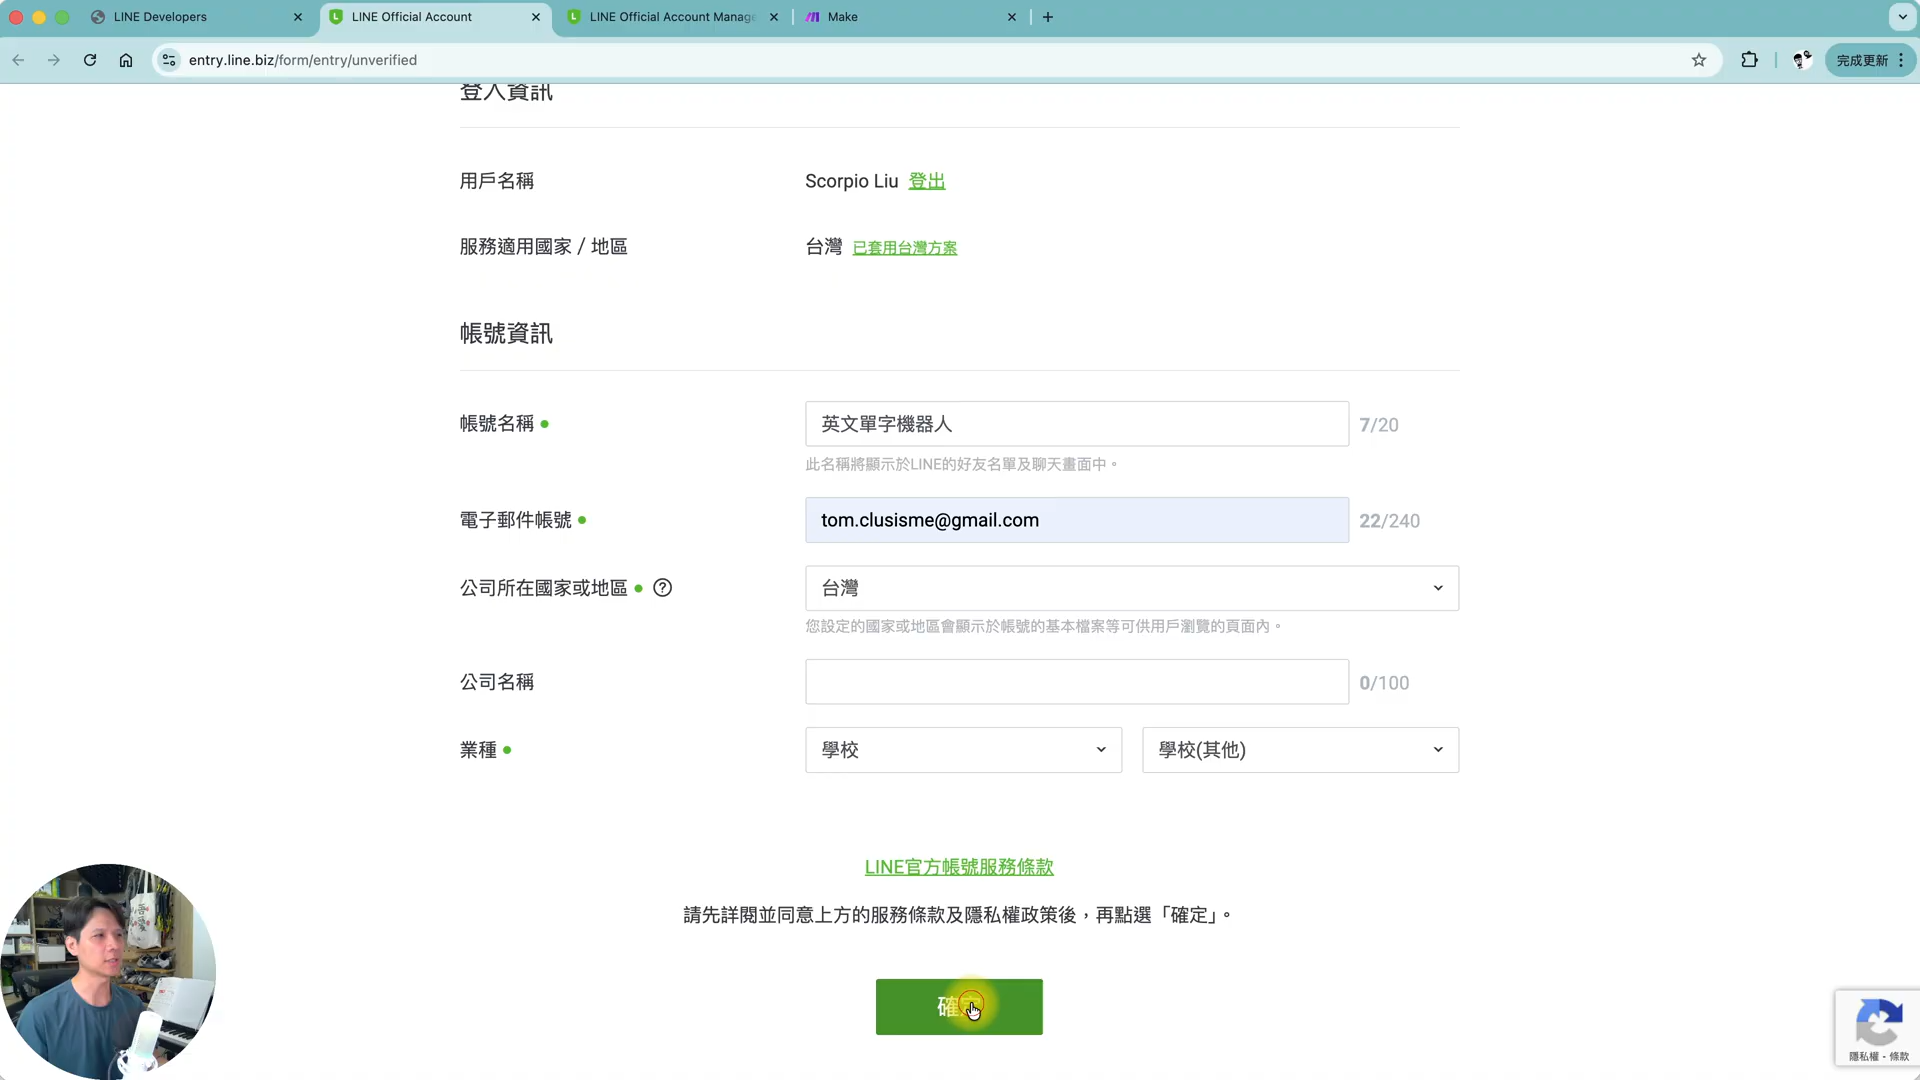 LINE Developers
LINE Official Account
LINE Official Account Manag
Make
entry.line.biz/form/entry/unverified
完成更新
登入資訊
用戶名稱
Scorpio Liu 登出
服務適用國家 / 地區
台灣 已套用台灣方案
帳號資訊
帳號名稱
英文單字機器人
7/20
此名稱將顯示於LINE的好友名單及聊天畫面中。
電子郵件帳號
tom.clusisme@gmail.com
22/240
公司所在國家或地區
台灣
您設定的國家或地區會顯示於帳號的基本檔案等可供用戶瀏覽的頁面內。
公司名稱
0/100
業種
學校
學校(其他)
LINE官方帳號服務條款
請先詳閱並同意上方的服務條款及隱私權政策後，再點選「確定」。
確定
隱私權 - 條款